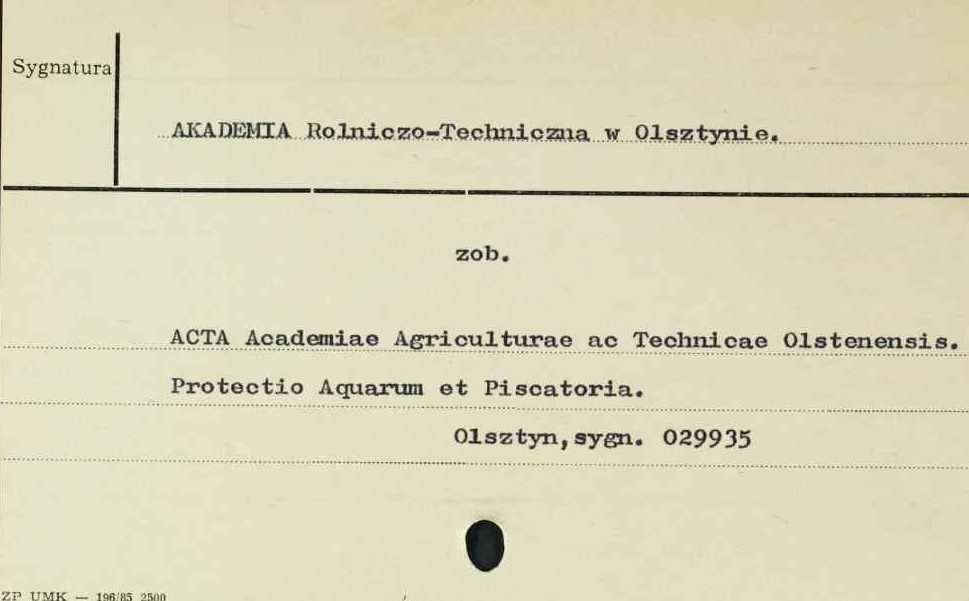 Sygnatura
AKADEMIA Rolniczo-Techniczna w Olsztynie.
zob.
ACTA Academiae Agriculturae ac Technicae Olstenensis.
Protectio Aquarum et Piscatoria.
Olsztyn,sygn. 029935
ZP UMK — 196/85 2500